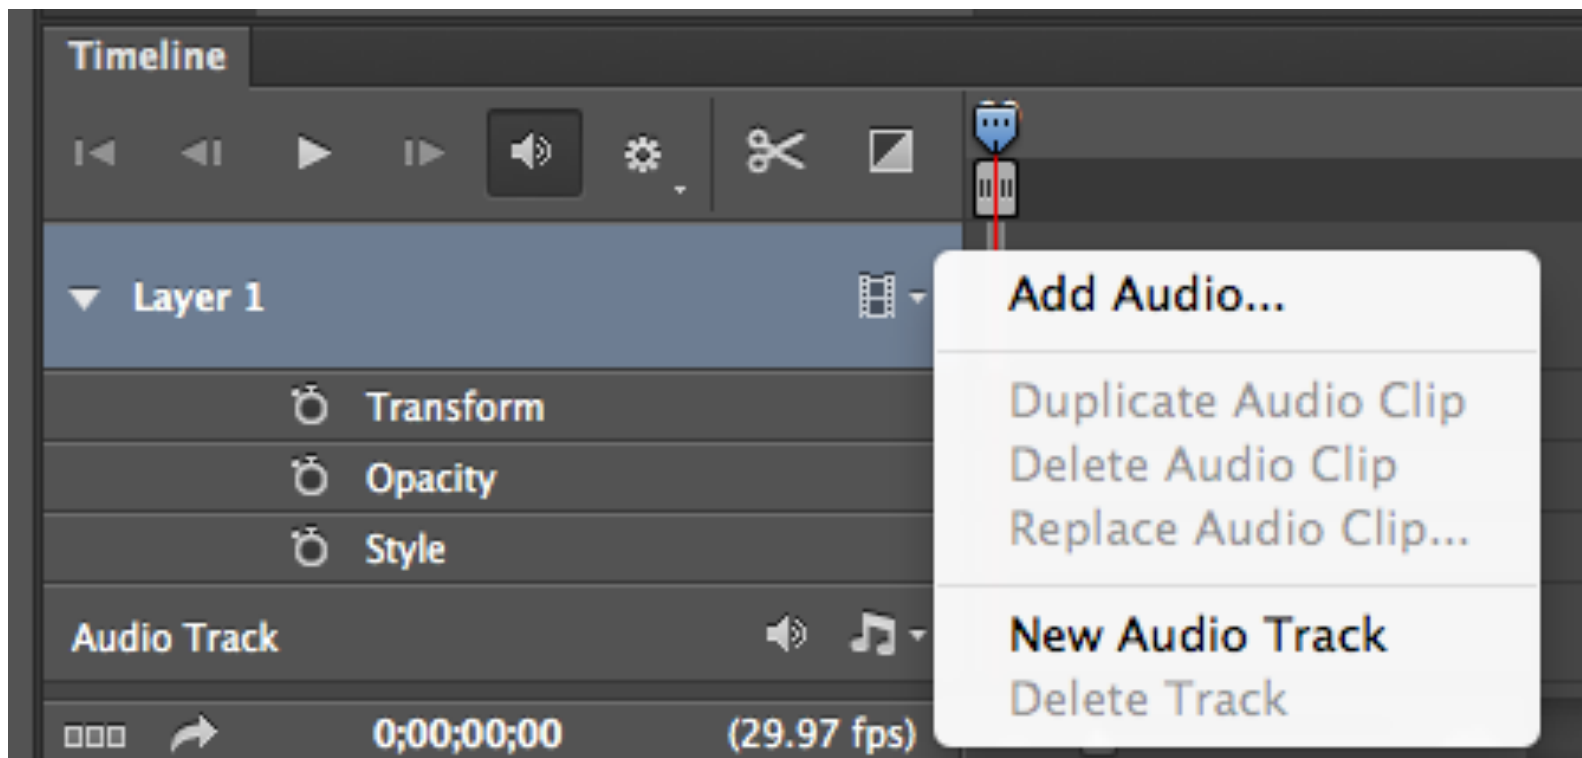 Timeline
Layer 1
Add Audio...
Duplicate Audio Clip
Transform
Delete Audio Clip
Opacity
Replace Audio Clip...
Style
Audio Track
New Audio Track
Delete Track
0;00;00;00
(29.97 fps)